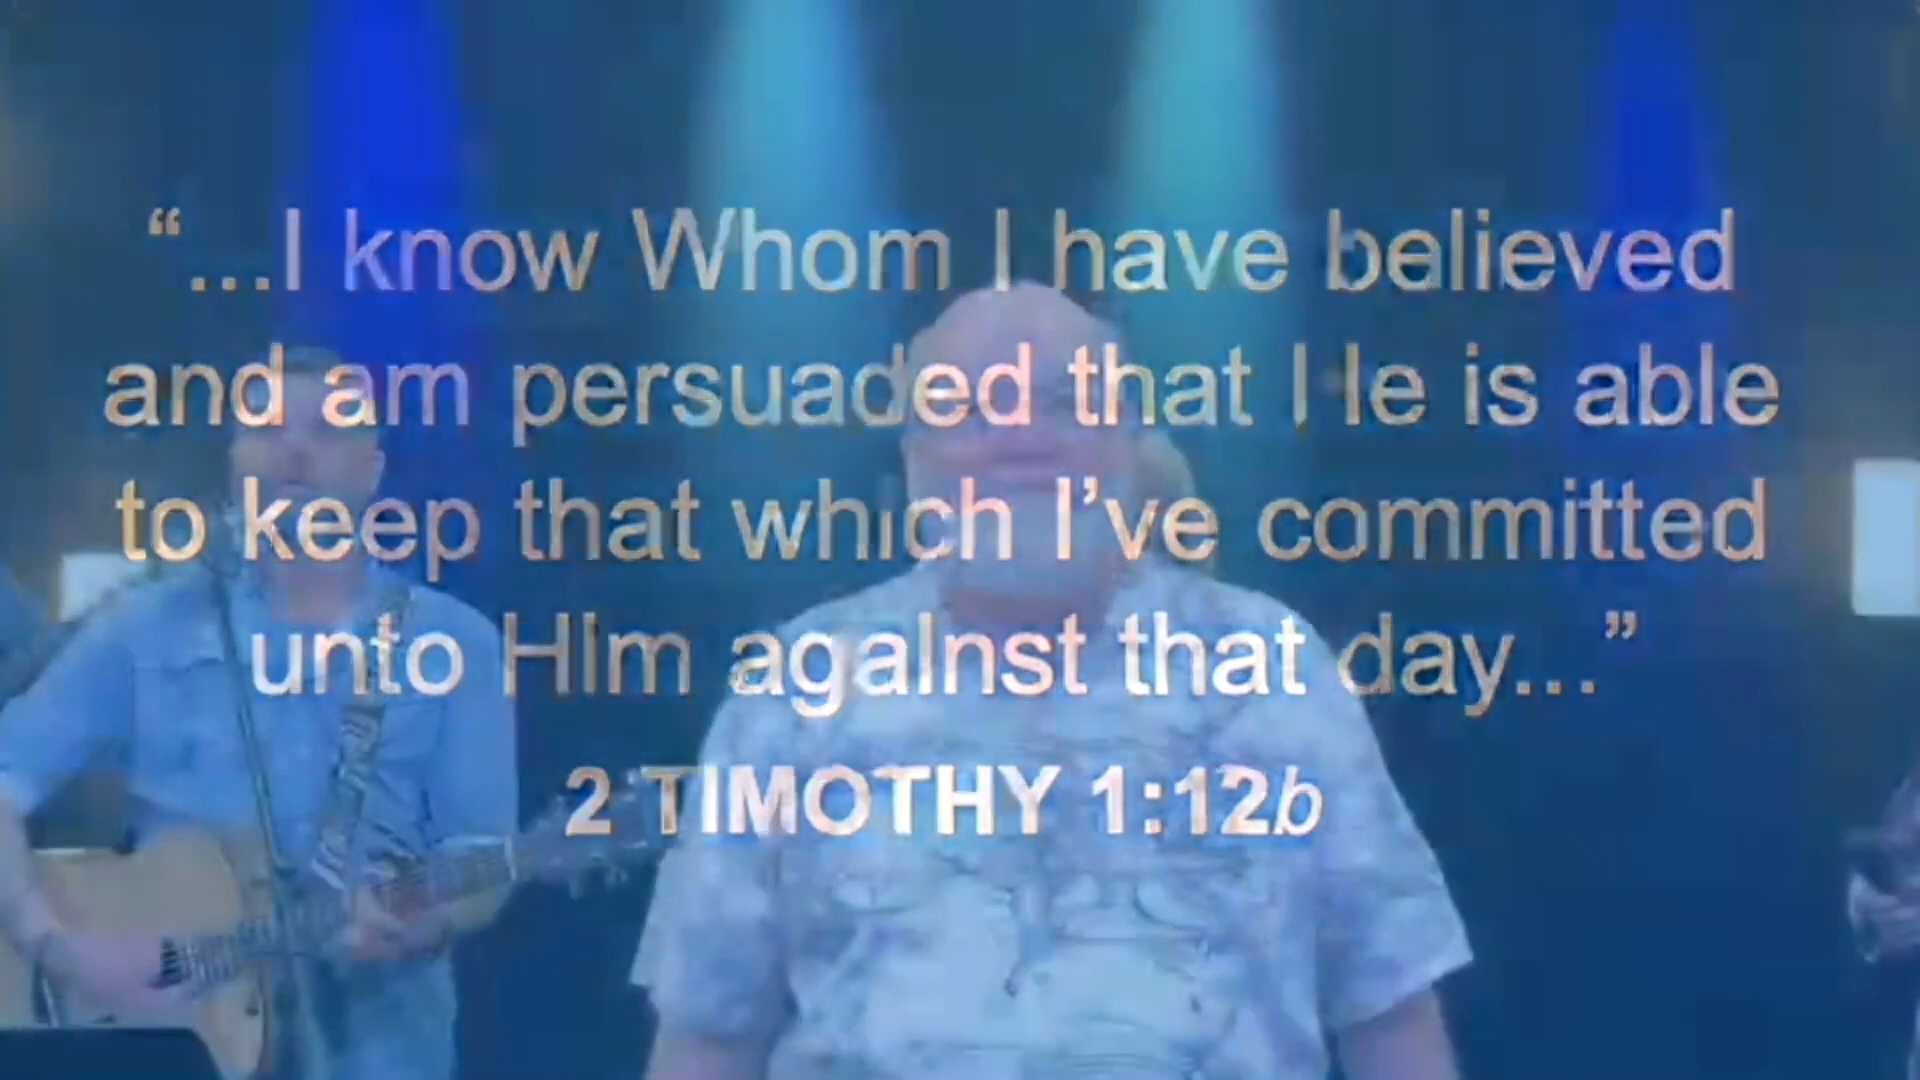 “...I know Whom I have believed
and am persuaded that He is able
to keep that which I’ve committed
unto Him against that day...”
2 TIMOTHY 1:12b